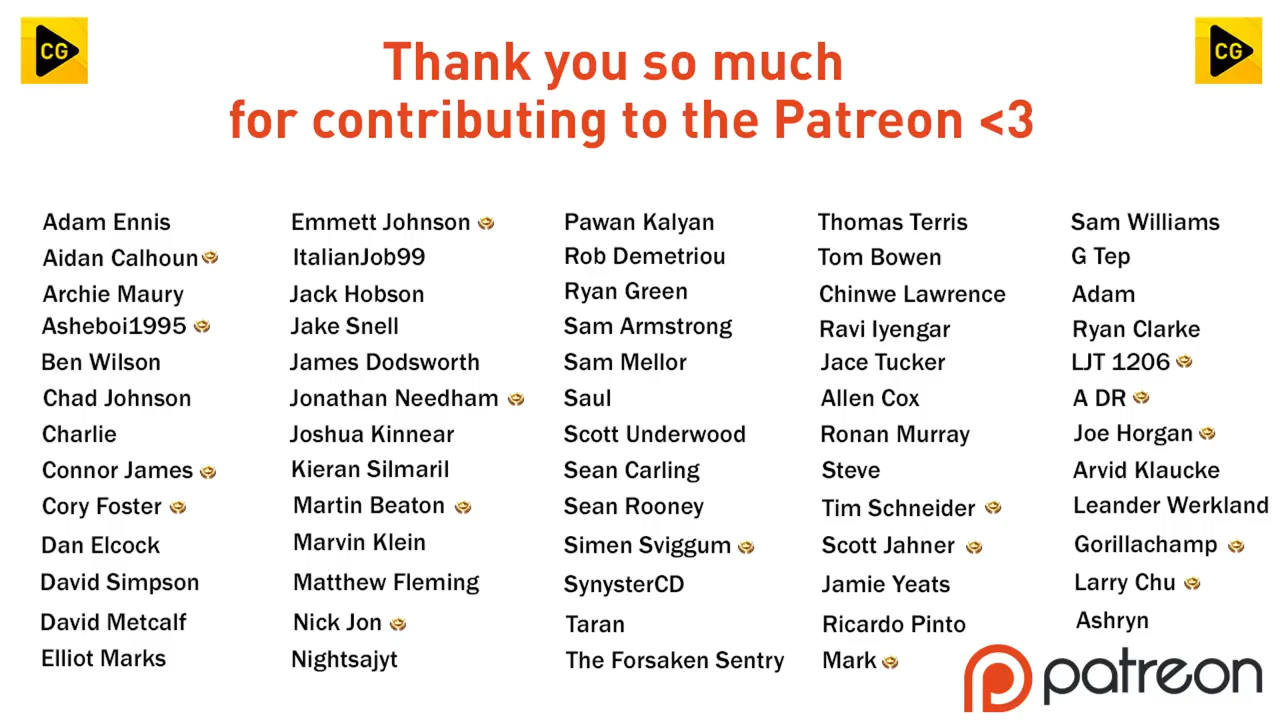 CG
CG
Thank you so much
for contributing to the Patreon <3
Adam Ennis
Aidan Calhoun
Archie Maury
Asheboi1995
Ben Wilson
Chad Johnson
Charlie
Connor James
Cory Foster
Dan Elcock
David Simpson
David Metcalf
Elliot Marks
Emmett Johnson
ItalianJob99
Jack Hobson
Jake Snell
James Dodsworth
Jonathan Needham
Joshua Kinnear
Kieran Silmaril
Martin Beaton
Marvin Klein
Matthew Fleming
Nick Jon
Nightsajyt
Pawan Kalyan
Rob Demetriou
Ryan Green
Sam Armstrong
Sam Mellor
Saul
Scott Underwood
Sean Carling
Sean Rooney
Simen Sviggum
SynysterCD
Taran
The Forsaken Sentry
Thomas Terris
Tom Bowen
Chinwe Lawrence
Ravi Iyengar
Jace Tucker
Allen Cox
Ronan Murray
Steve
Tim Schneider
Scott Jahner
Jamie Yeats
Ricardo Pinto
Mark
Sam Williams
G Tep
Adam
Ryan Clarke
LJT 1206
A DR
Joe Horgan
Arvid Klaucke
Leander Werkland
Gorillachamp
Larry Chu
Ashryn
patreon